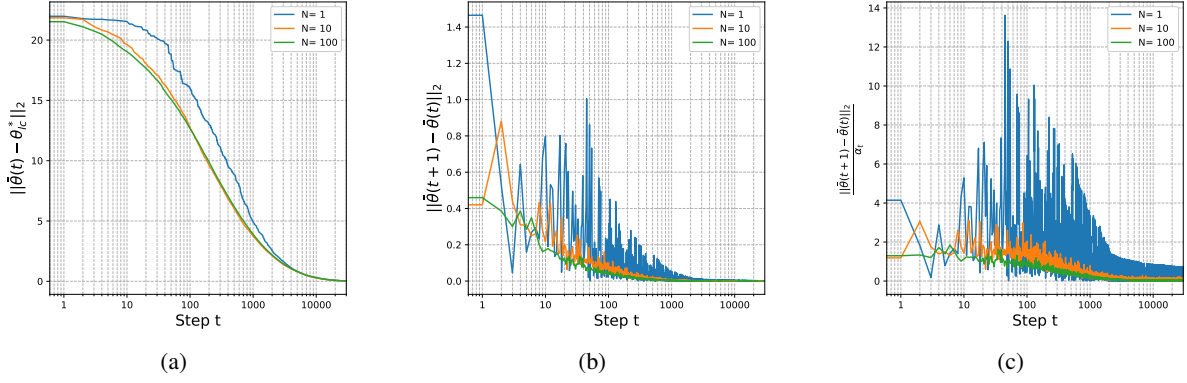 20
15
10
5
0
||θ̄(t) − θ*lc||2
1
10
100
1000
10000
Step t
N= 1
N= 10
N= 100
(a)
1.4
1.2
1.0
0.8
0.6
0.4
0.2
0.0
||θ̄(t + 1) − θ̄(t)||2
1
10
100
1000
10000
Step t
N= 1
N= 10
N= 100
(b)
14
12
10
8
6
4
2
0
||θ̄(t + 1) − θ̄(t)||2
αt
1
10
100
1000
10000
Step t
N= 1
N= 10
N= 100
(c)